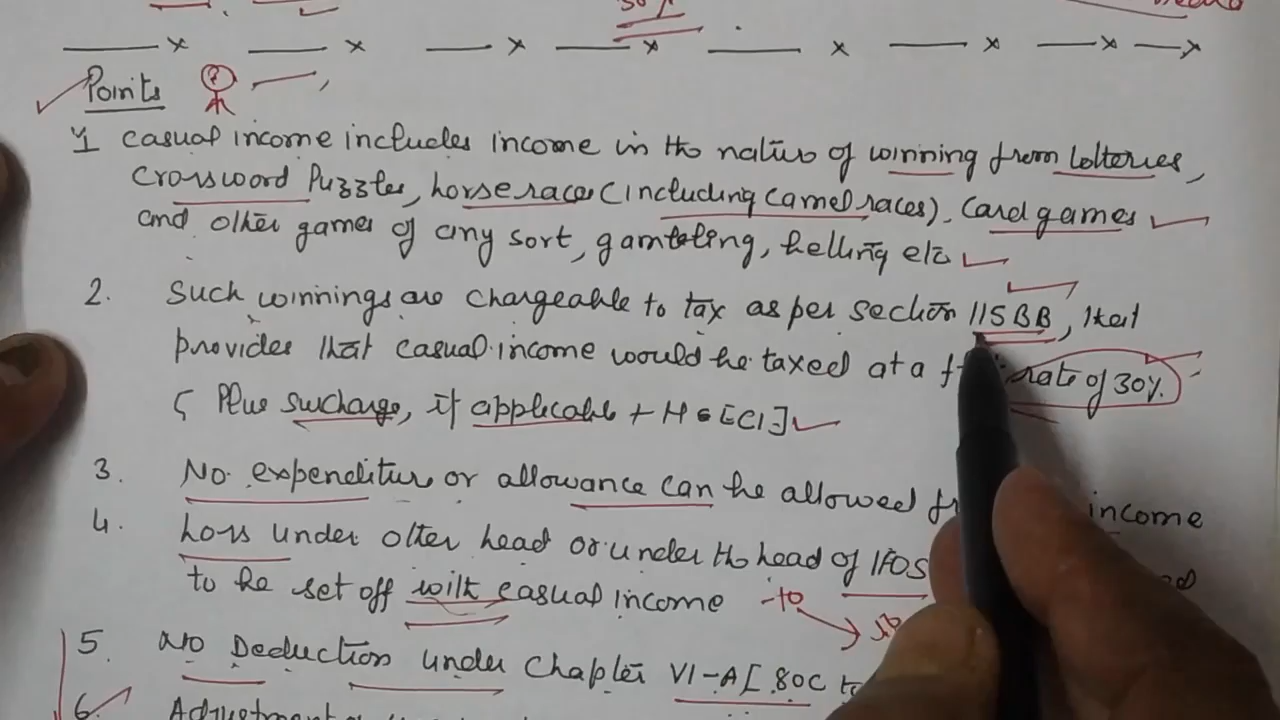 Points
1 casual income includes income in the nature of winning from lotteries,
crossword Puzzles, horse races (including camel races), Card games
and other games of any sort, gambling, betting etc
2. Such winnings are chargeable to tax as per section 115BB, that
provides that casual income would be taxed at a rate of 30%.
Plus surcharge, if applicable + H
3. No expenditure or allowance can be allowed income
4. Loss under other head or under the head of IFOS
to be set off with casual income
5. No Deduction under Chapter VI-A [80C
6. Adjustment